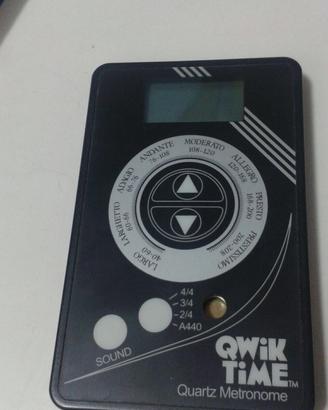 LARGO
40-60
LARGHETTO
60-66
ADAGIO
66-76
ANDANTE
76-108
MODERATO
108-120
ALLEGRO
120-168
PRESTO
168-200
PRESTISSIMO
200-208
4/4
3/4
2/4
A440
SOUND
QWiK
TiME™
Quartz Metronome